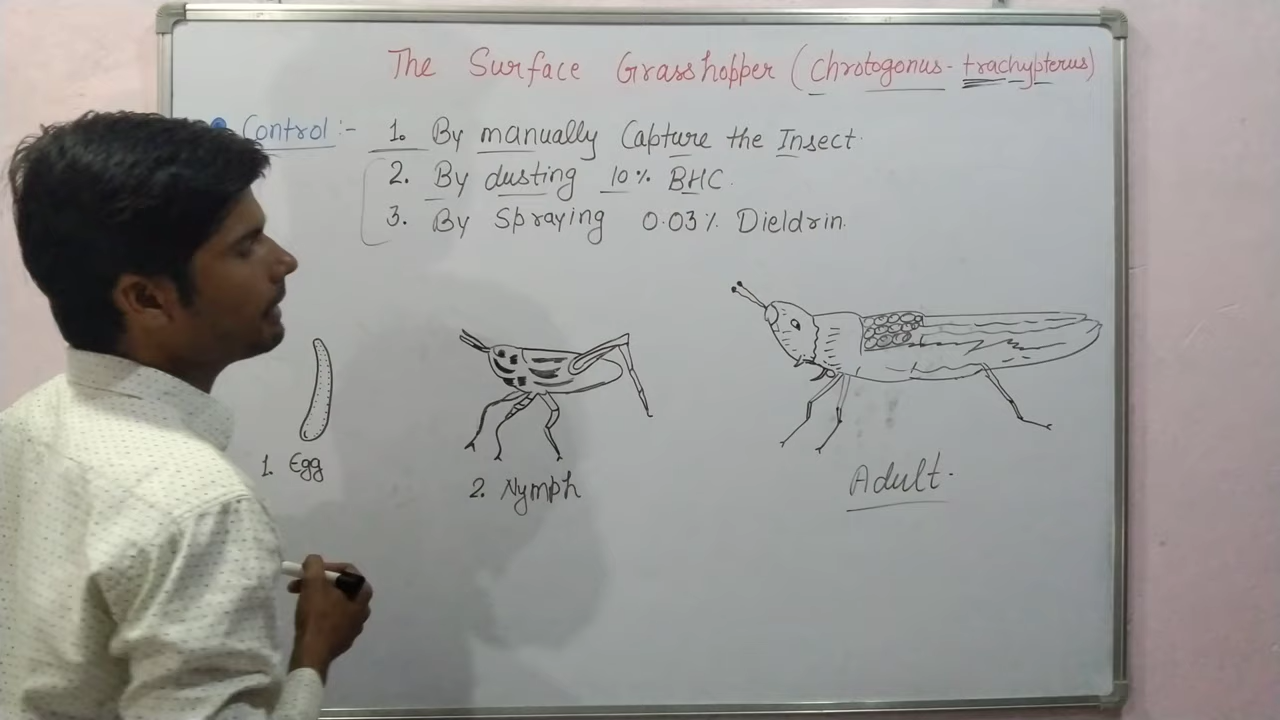 The Surface Grasshopper (chrotogonus-trachypterus)
Control :- 1. By manually Capture the Insect.
2. By dusting 10% BHC.
3. By Spraying 0.03% Dieldrin.
1. Egg
2. Nymph
Adult.